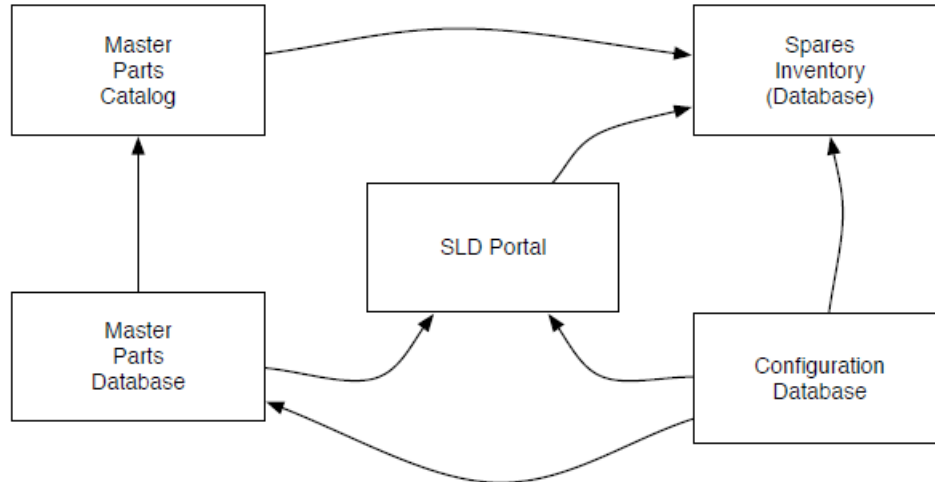 Master
Parts
Catalog
Spares
Inventory
(Database)
SLD Portal
Master
Parts
Database
Configuration
Database